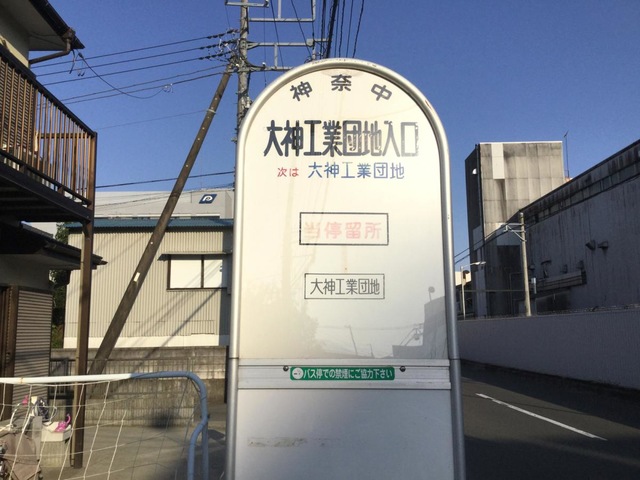 神奈中
大神工業団地入口
次は 大神工業団地
当停留所
大神工業団地
バス停での禁煙にご協力下さい